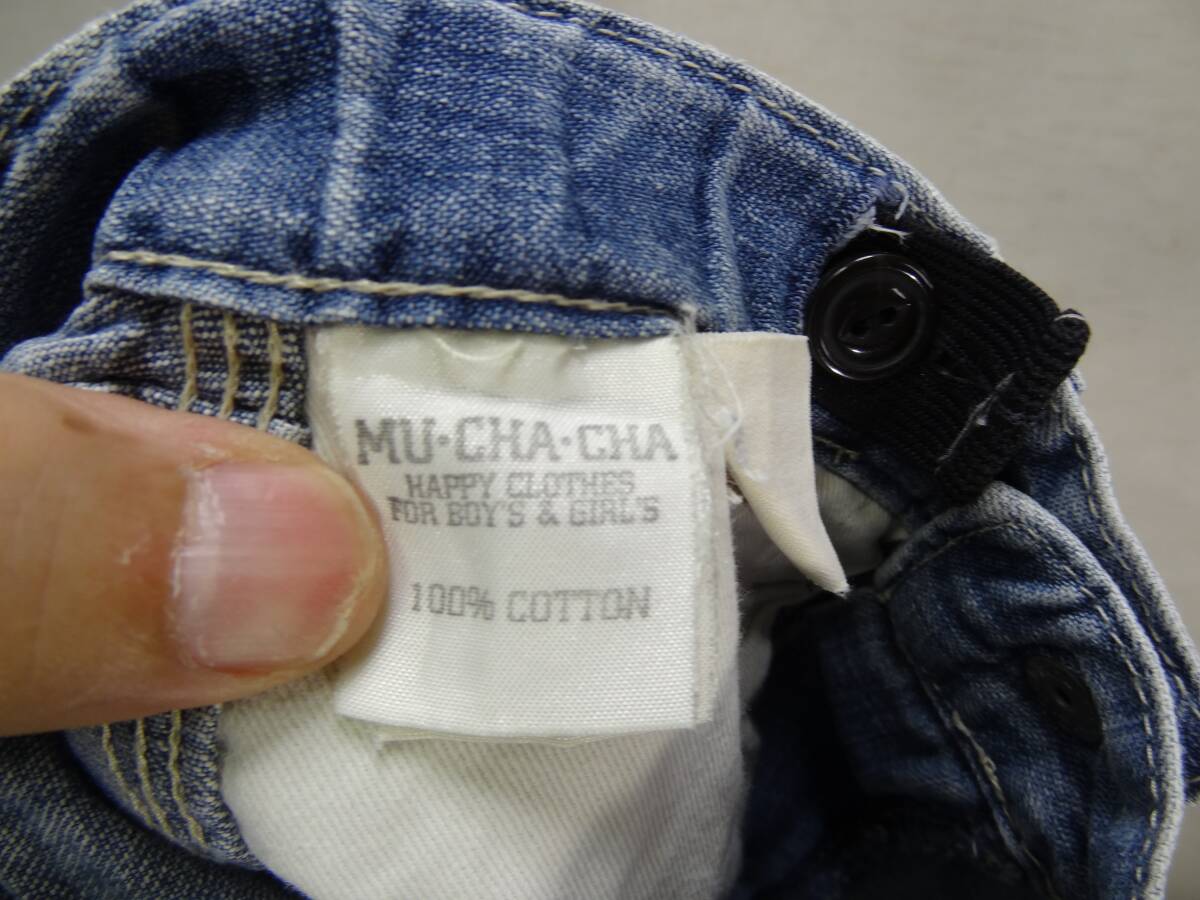 MU·CHA·CHA
HAPPY CLOTHES
FOR BOY'S & GIRL'S
100% COTTON